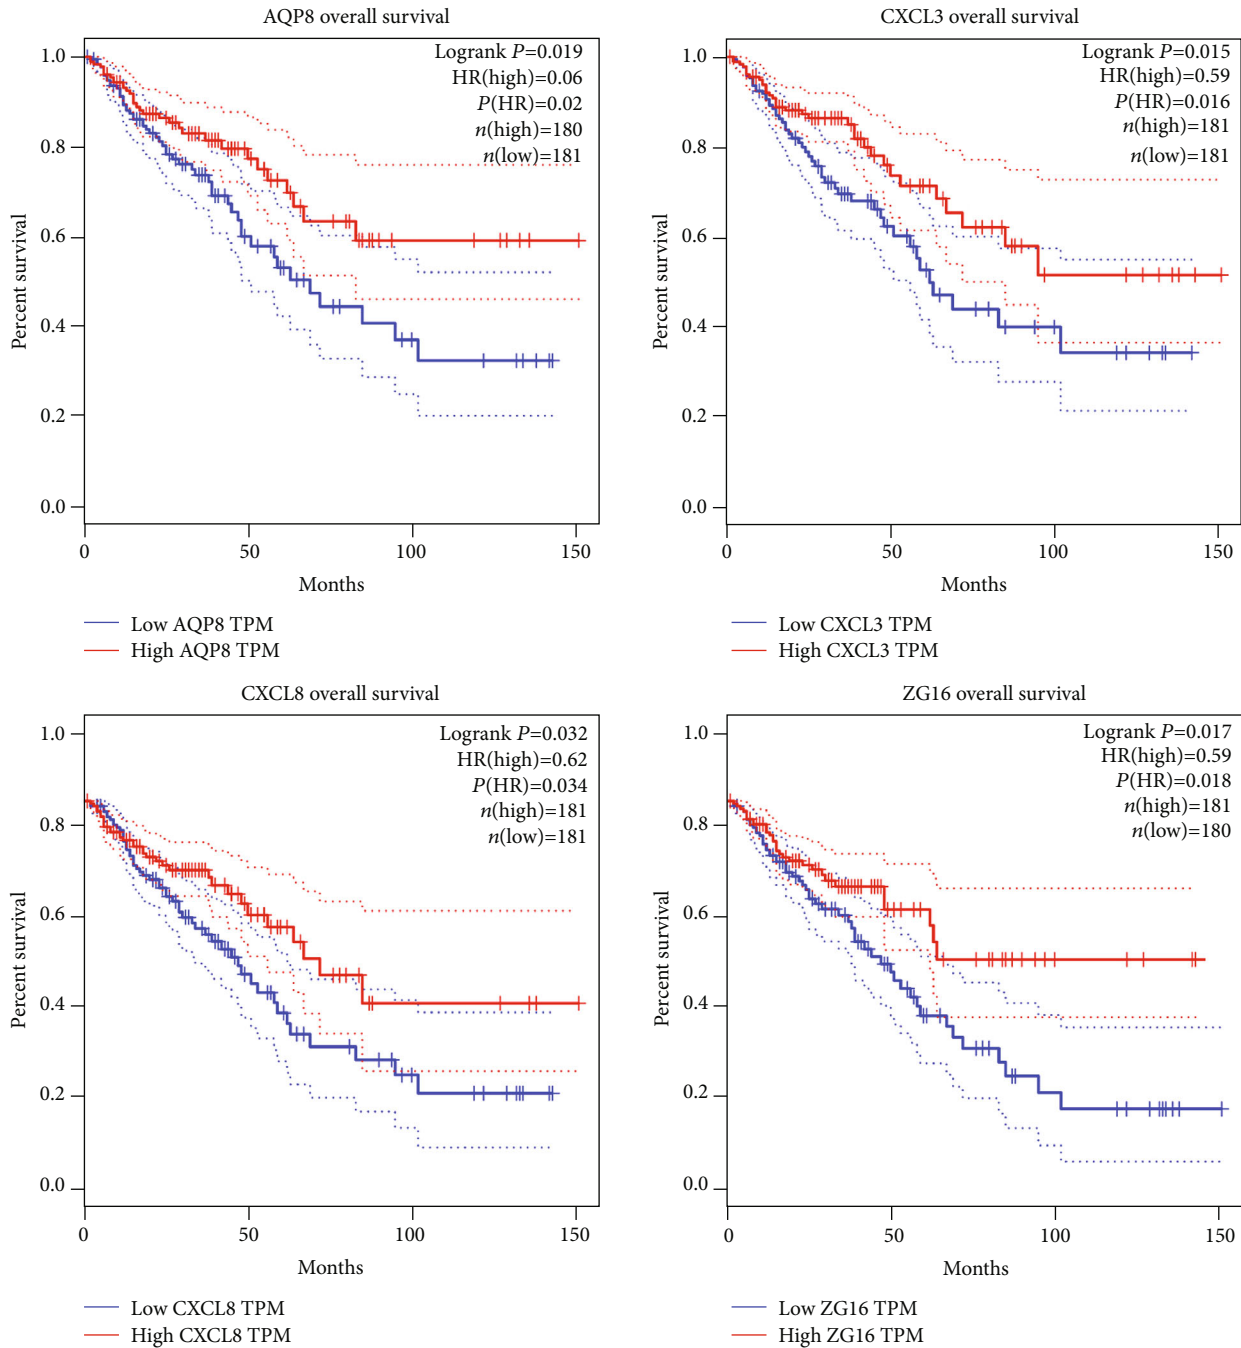 AQP8 overall survival
Logrank P=0.019
HR(high)=0.06
P(HR)=0.02
n(high)=180
n(low)=181
1.0
0.8
0.6
0.4
0.2
0.0
Percent survival
0 50 100 150
Months
Low AQP8 TPM
High AQP8 TPM
CXCL3 overall survival
Logrank P=0.015
HR(high)=0.59
P(HR)=0.016
n(high)=181
n(low)=181
1.0
0.8
0.6
0.4
0.2
0.0
Percent survival
0 50 100 150
Months
Low CXCL3 TPM
High CXCL3 TPM
CXCL8 overall survival
Logrank P=0.032
HR(high)=0.62
P(HR)=0.034
n(high)=181
n(low)=181
1.0
0.8
0.6
0.4
0.2
0.0
Percent survival
0 50 100 150
Months
Low CXCL8 TPM
High CXCL8 TPM
ZG16 overall survival
Logrank P=0.017
HR(high)=0.59
P(HR)=0.018
n(high)=181
n(low)=180
1.0
0.8
0.6
0.4
0.2
0.0
Percent survival
0 50 100 150
Months
Low ZG16 TPM
High ZG16 TPM